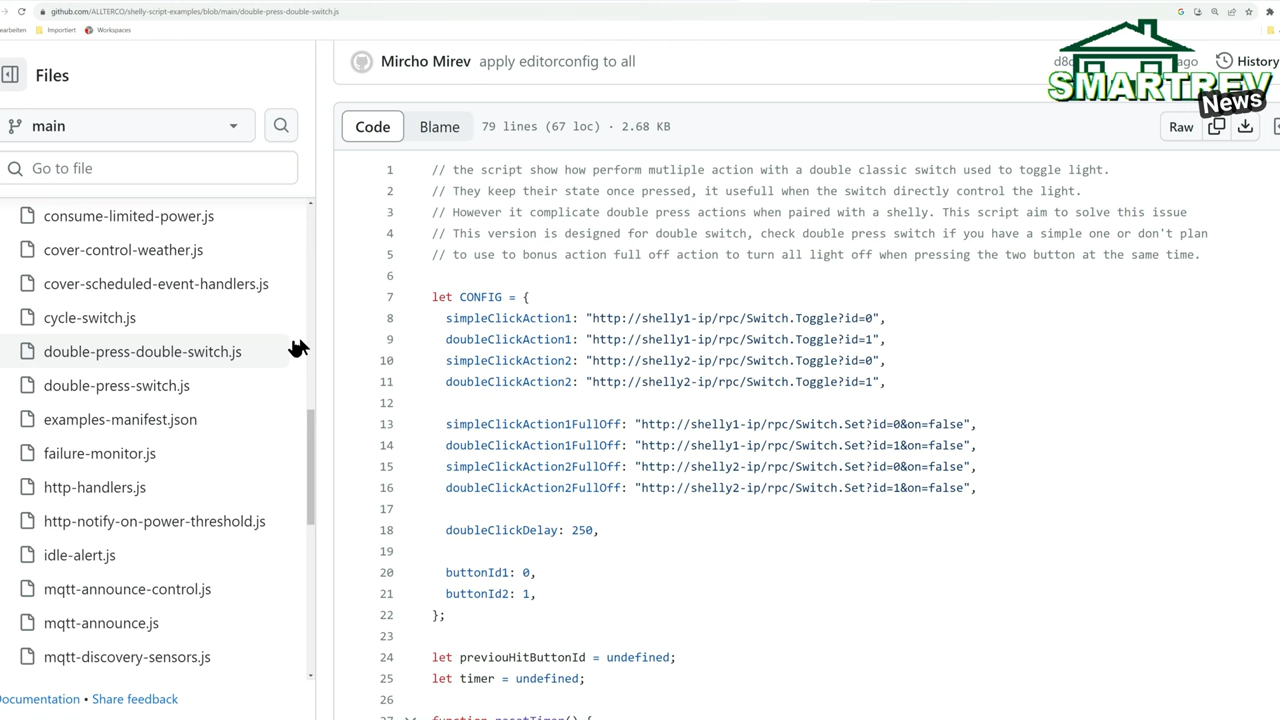 github.com/ALLTERCO/shelly-script-examples/blob/main/double-press-double-switch.js
earbeiten Importiert Workspaces
Files
main
Go to file
consume-limited-power.js
cover-control-weather.js
cover-scheduled-event-handlers.js
cycle-switch.js
double-press-double-switch.js
double-press-switch.js
examples-manifest.json
failure-monitor.js
http-handlers.js
http-notify-on-power-threshold.js
idle-alert.js
mqtt-announce-control.js
mqtt-announce.js
mqtt-discovery-sensors.js
Documentation • Share feedback
Mircho Mirev apply editorconfig to all
ago History
SMARTREV
News
Code Blame 79 lines (67 loc) · 2.68 KB Raw
1 // the script show how perform mutliple action with a double classic switch used to toggle light.
2 // They keep their state once pressed, it usefull when the switch directly control the light.
3 // However it complicate double press actions when paired with a shelly. This script aim to solve this issue
4 // This version is designed for double switch, check double press switch if you have a simple one or don't plan
5 // to use to bonus action full off action to turn all light off when pressing the two button at the same time.
6
7 let CONFIG = {
8 simpleClickAction1: "http://shelly1-ip/rpc/Switch.Toggle?id=0",
9 doubleClickAction1: "http://shelly1-ip/rpc/Switch.Toggle?id=1",
10 simpleClickAction2: "http://shelly2-ip/rpc/Switch.Toggle?id=0",
11 doubleClickAction2: "http://shelly2-ip/rpc/Switch.Toggle?id=1",
12
13 simpleClickAction1FullOff: "http://shelly1-ip/rpc/Switch.Set?id=0&on=false",
14 doubleClickAction1FullOff: "http://shelly1-ip/rpc/Switch.Set?id=1&on=false",
15 simpleClickAction2FullOff: "http://shelly2-ip/rpc/Switch.Set?id=0&on=false",
16 doubleClickAction2FullOff: "http://shelly2-ip/rpc/Switch.Set?id=1&on=false",
17
18 doubleClickDelay: 250,
19
20 buttonId1: 0,
21 buttonId2: 1,
22 };
23
24 let previouHitButtonId = undefined;
25 let timer = undefined;
26